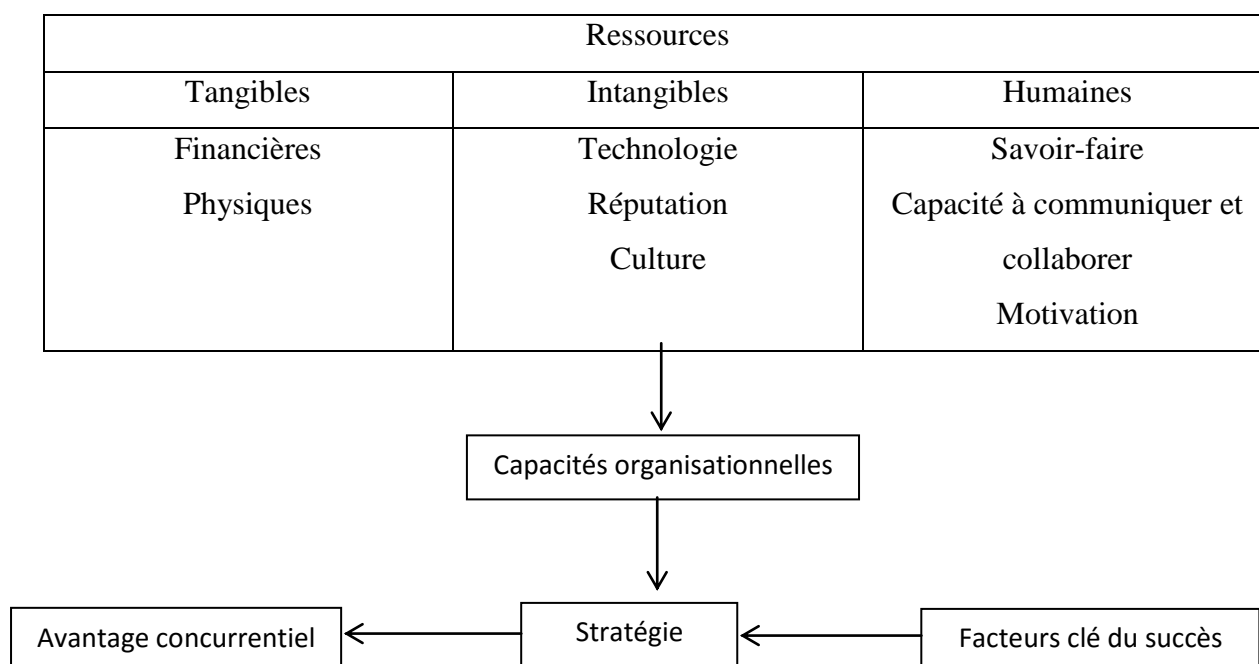 Ressources
Tangibles Intangibles Humaines
Financières Technologie Savoir-faire
Physiques Réputation Capacité à communiquer et
Culture collaborer
Motivation
Capacités organisationnelles
Avantage concurrentiel Stratégie Facteurs clé du succès